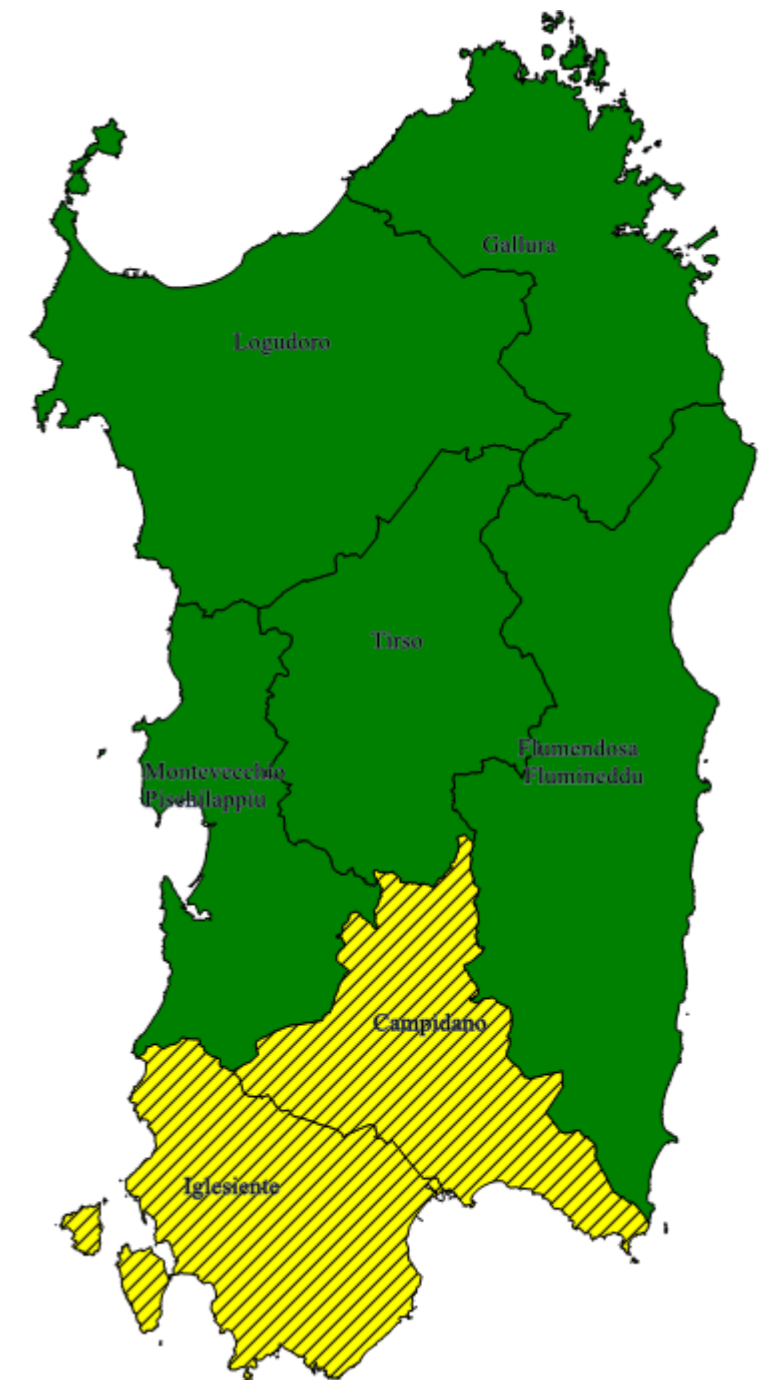 Gallura
Logudoro
Tirso
Flumendosa
Flumineddu
Montevecchio
Pischilappiu
Campidano
Iglesiente